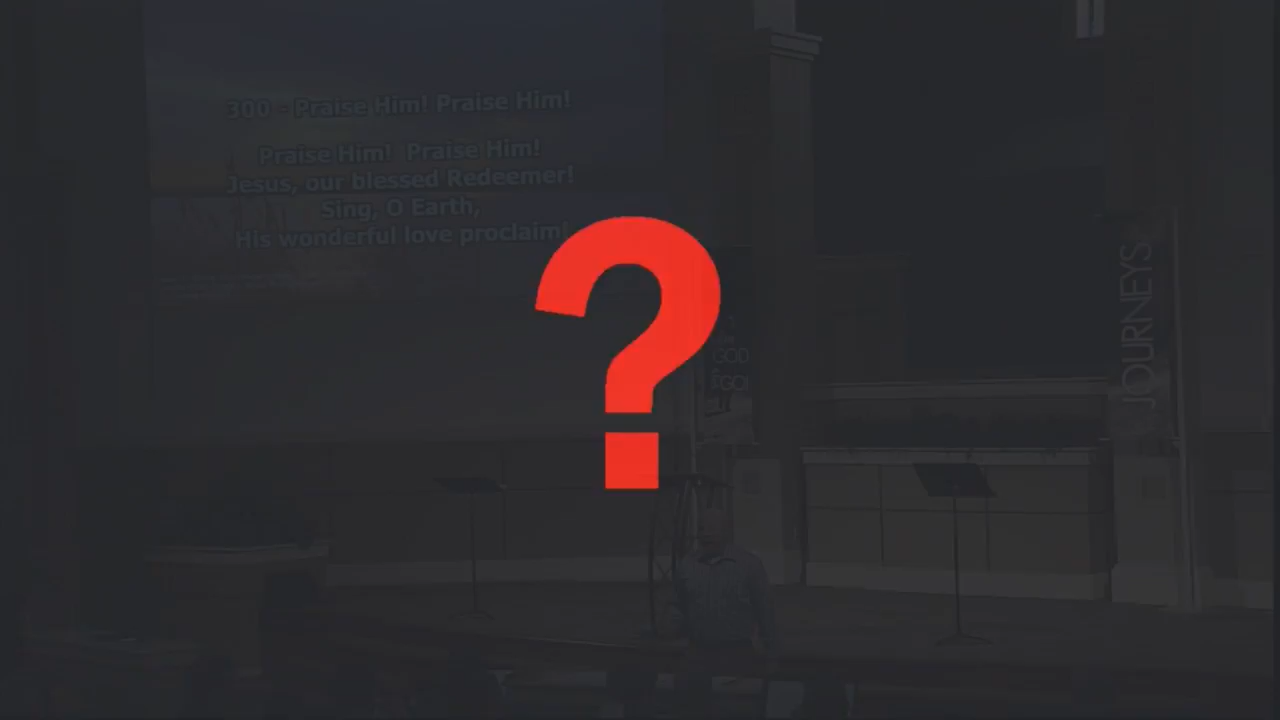 300 - Praise Him! Praise Him!
Praise Him! Praise Him!
Jesus, our blessed Redeemer!
Sing, O Earth,
His wonderful love proclaim!
?
GOD
JOURNEYS